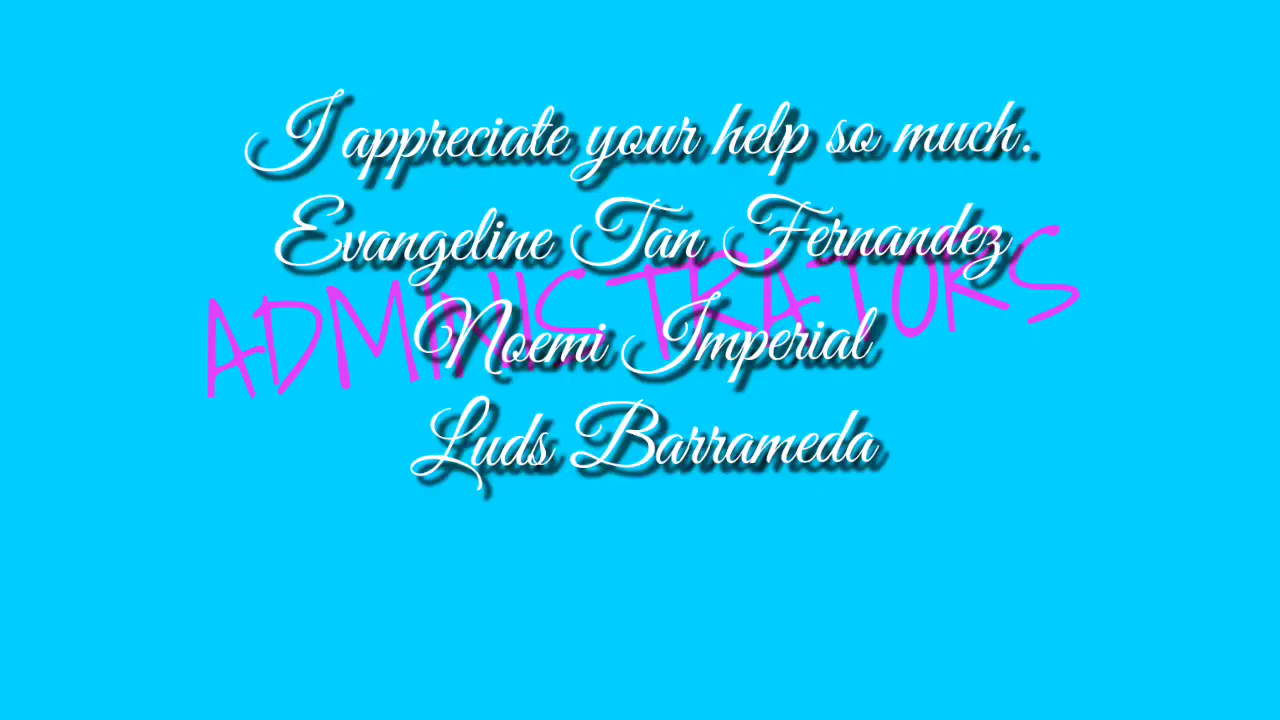 I appreciate your help so much.
Evangeline Tan Fernandez
ADMINISTRATORS
Noemi Imperial
Luds Barrameda